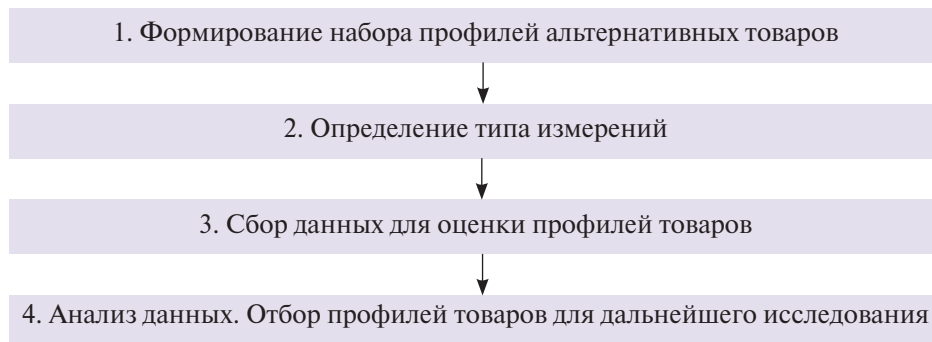 1. Формирование набора профилей альтернативных товаров
2. Определение типа измерений
3. Сбор данных для оценки профилей товаров
4. Анализ данных. Отбор профилей товаров для дальнейшего исследования